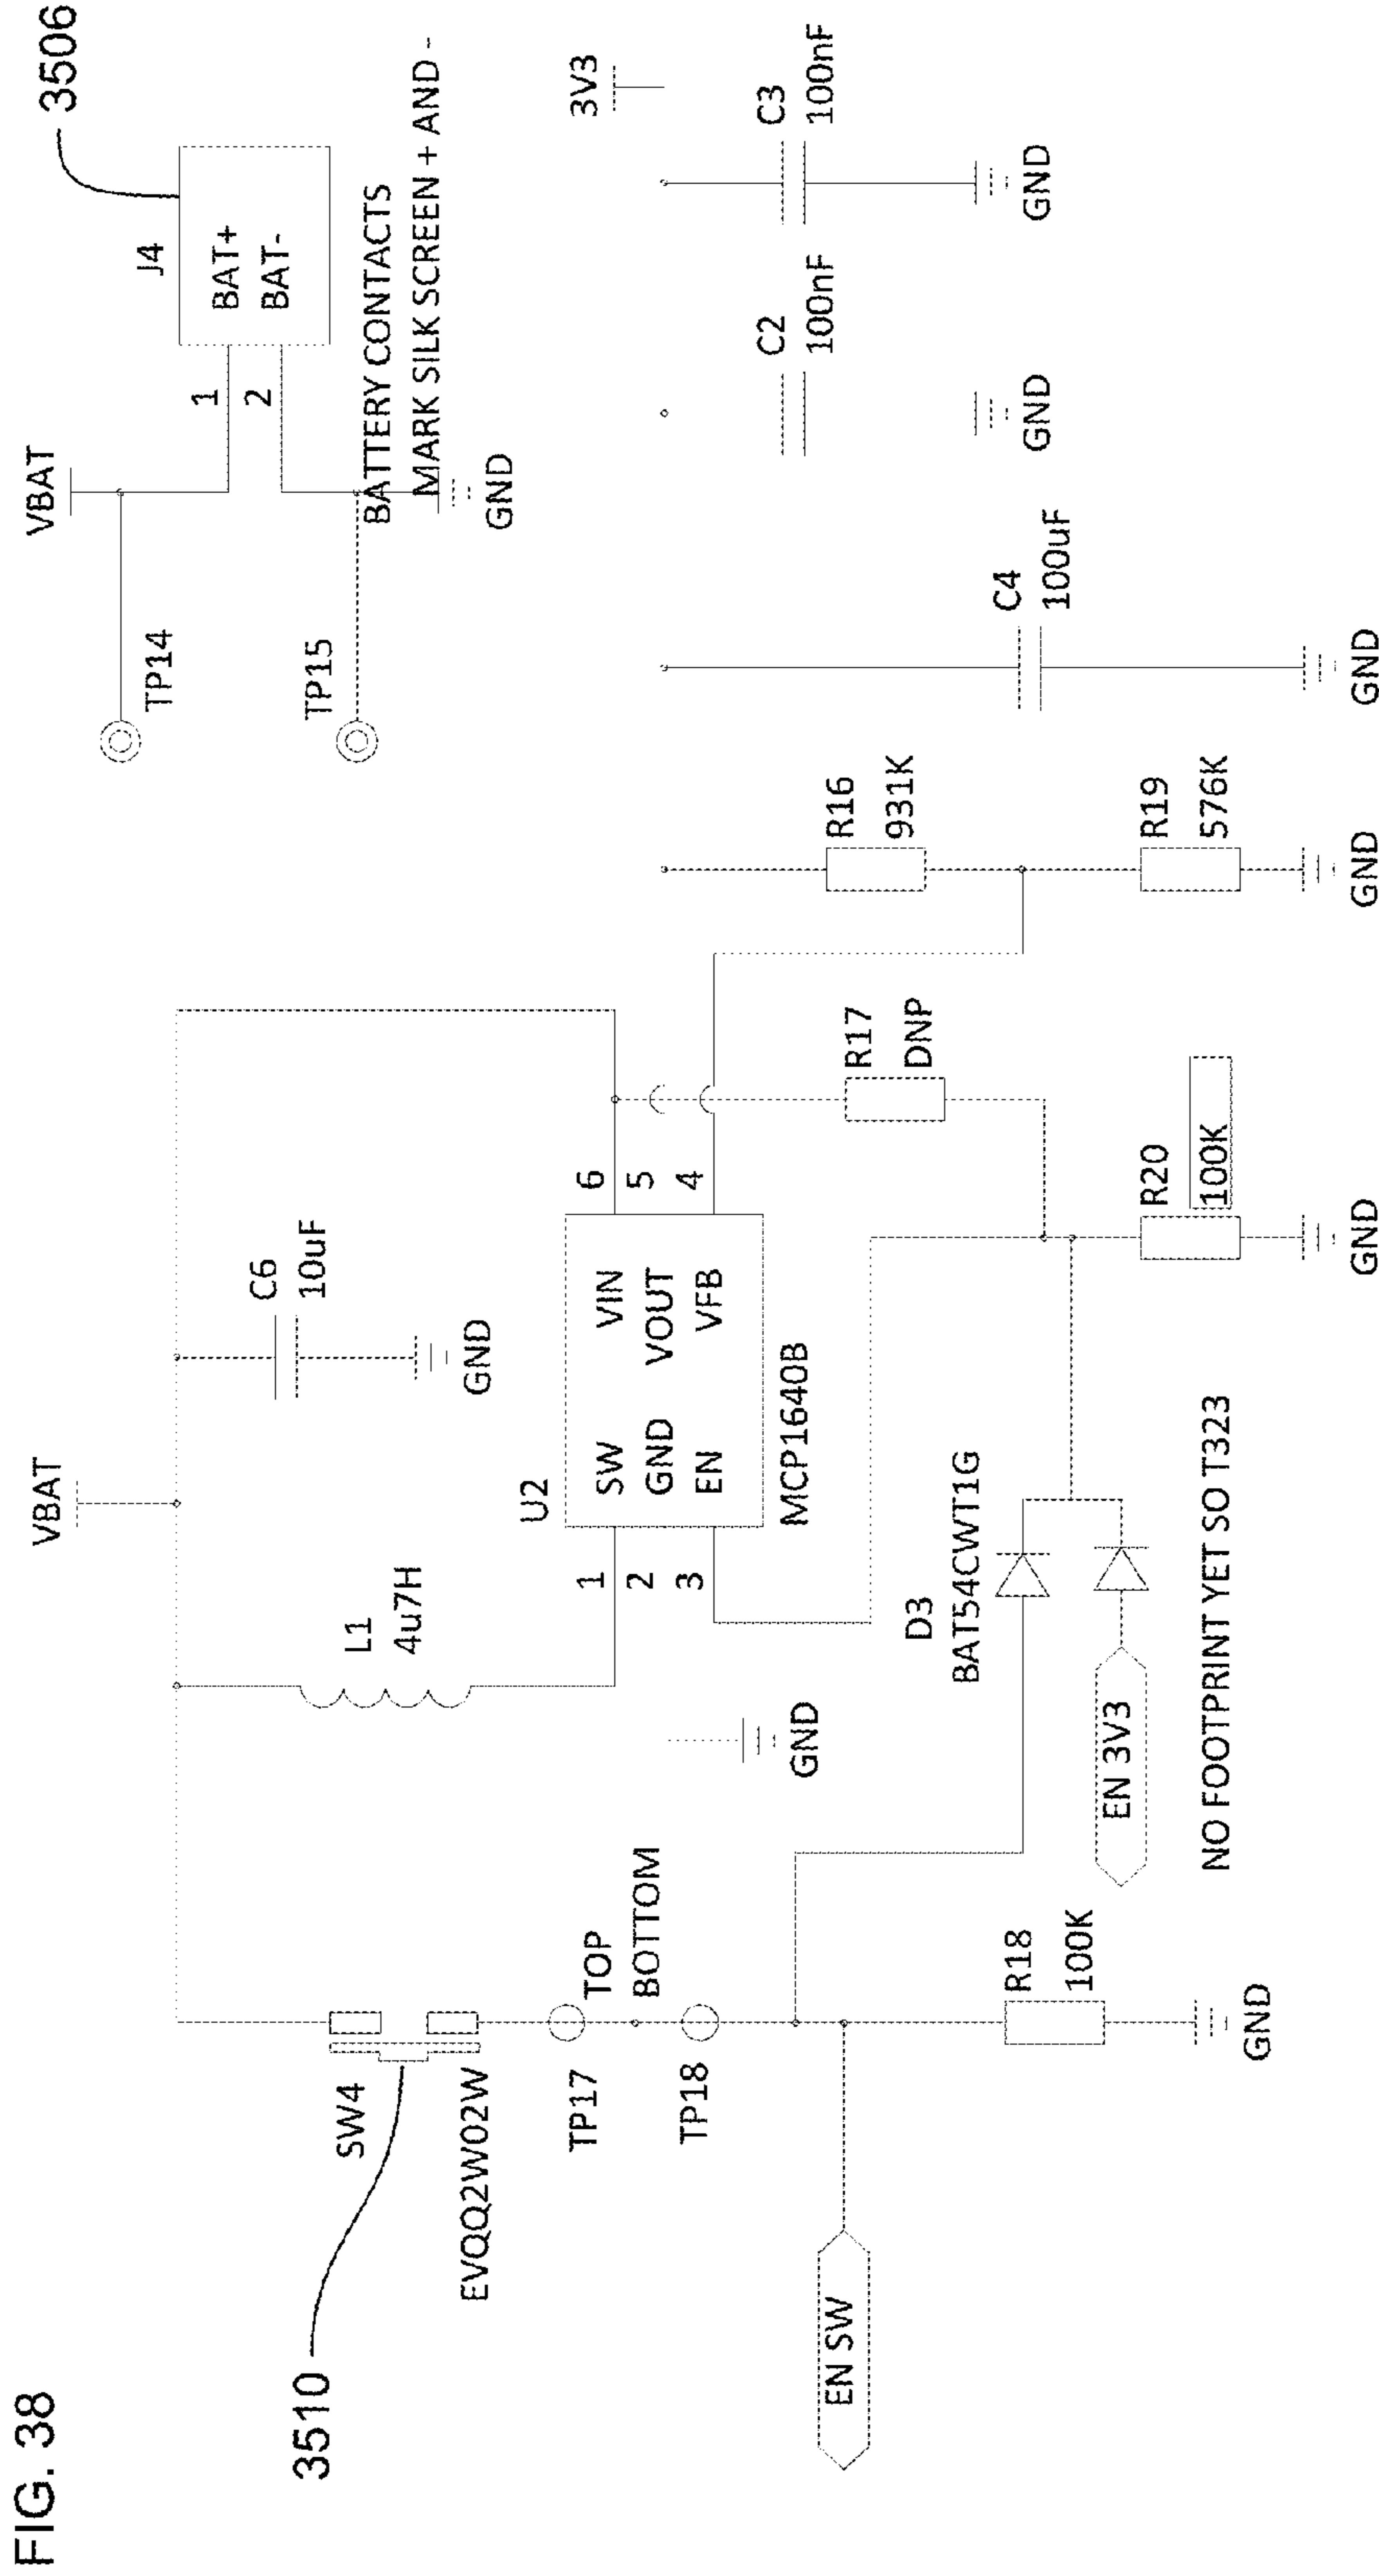 FIG. 38
3510
SW4
EVQQ2W02W
TP17
TOP
BOTTOM
TP18
EN SW
R18
100K
GND
VBAT
L1
4u7H
GND
C6
10uF
GND
U2
1
2
3
SW
GND
EN
VIN
VOUT
VFB
6
5
4
MCP1640B
D3
BAT54CWT1G
EN 3V3
NO FOOTPRINT YET SO T323
R17
DNP
R20
100K
GND
R16
931K
R19
576K
GND
C4
100uF
GND
C2
100nF
GND
C3
100nF
GND
3V3
VBAT
TP14
TP15
1
2
J4
BAT+
BAT-
3506
BATTERY CONTACTS
MARK SILK SCREEN + AND -
GND